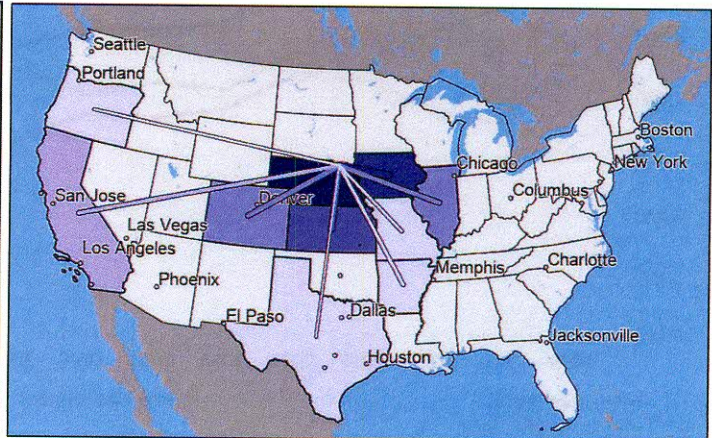 Seattle
Portland
Boston
Chicago
New York
San Jose
Denver
Columbus
Las Vegas
Los Angeles
Memphis
Charlotte
Phoenix
El Paso
Dallas
Jacksonville
Houston